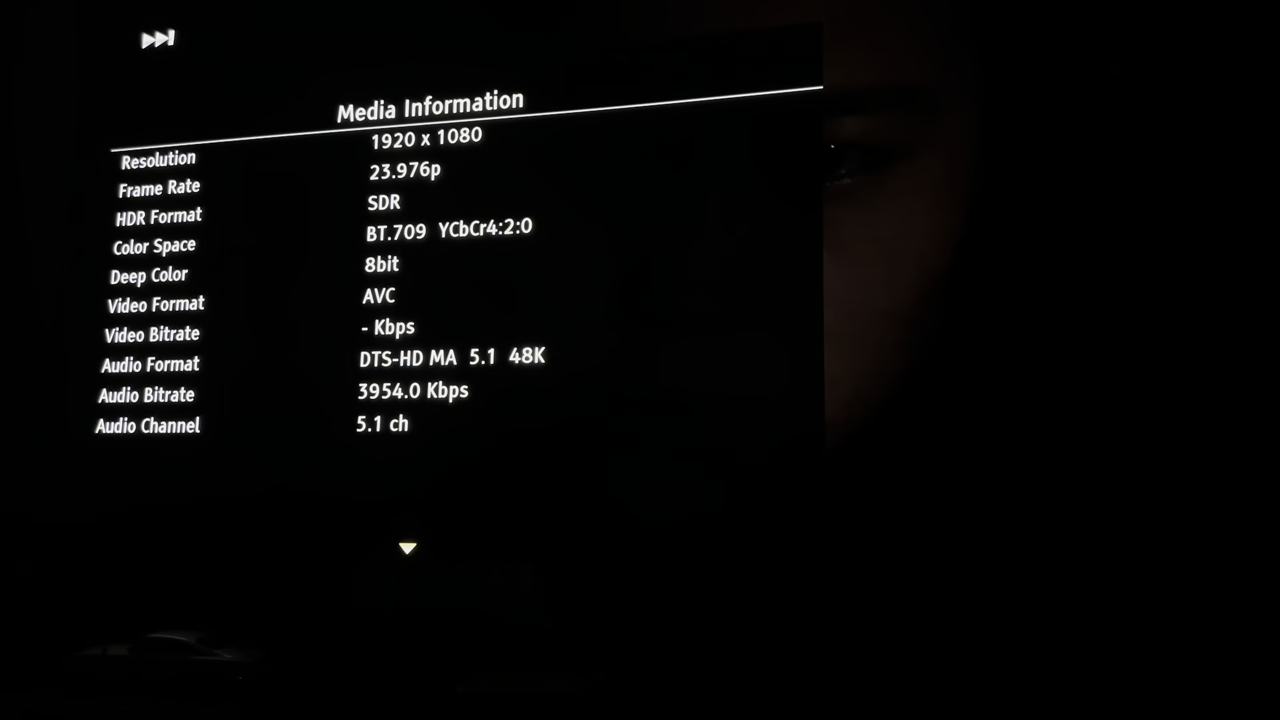 Media Information
Resolution 1920 x 1080
Frame Rate 23.976p
HDR Format SDR
Color Space BT.709 YCbCr4:2:0
Deep Color 8bit
Video Format AVC
Video Bitrate - Kbps
Audio Format DTS-HD MA 5.1 48K
Audio Bitrate 3954.0 Kbps
Audio Channel 5.1 ch